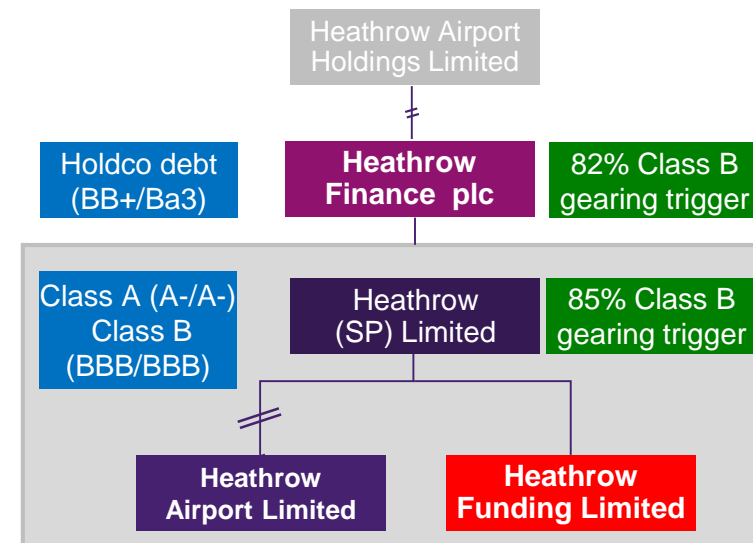 Heathrow Airport
Holdings Limited
Holdco debt
(BB+/Ba3)
Heathrow
Finance plc
82% Class B
gearing trigger
Class A (A-/A-)
Class B
(BBB/BBB)
Heathrow
(SP) Limited
85% Class B
gearing trigger
Heathrow
Airport Limited
Heathrow
Funding Limited